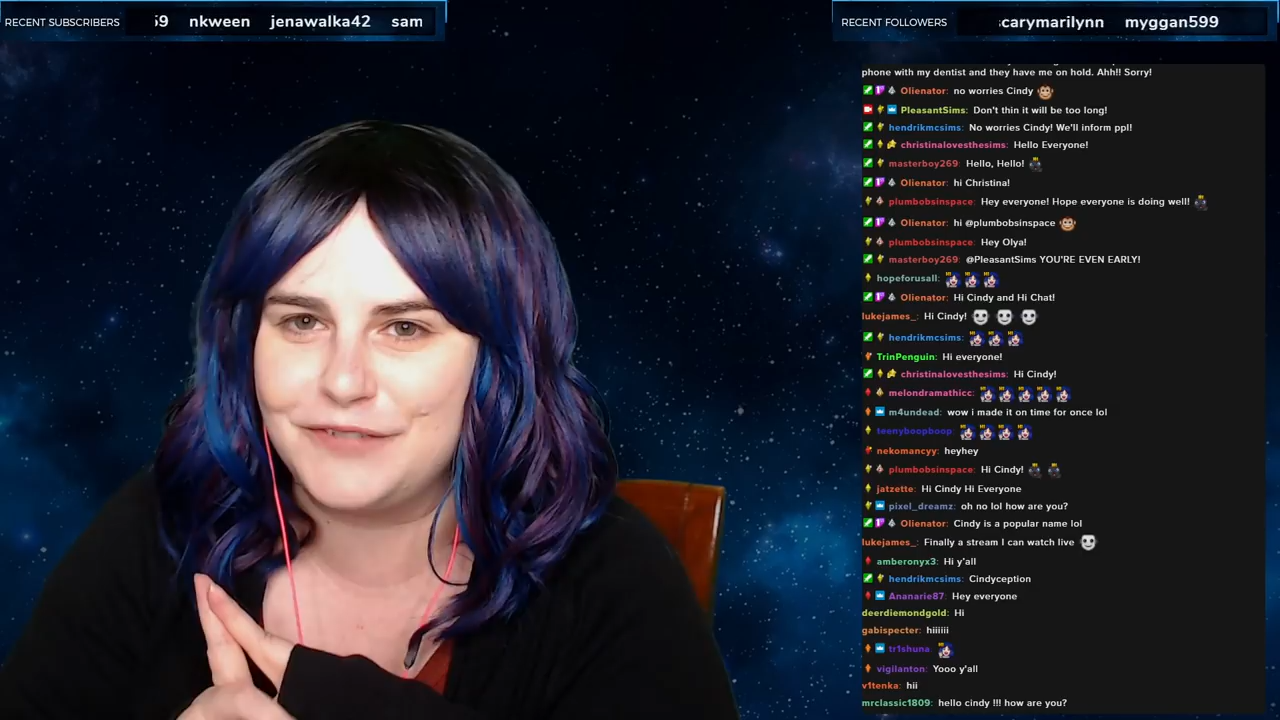 RECENT SUBSCRIBERS
nkween jenawalka42 sam
RECENT FOLLOWERS
carymarilynn myggan599
phone with my dentist and they have me on hold. Ahh!! Sorry!
Olienator: no worries Cindy
PleasantSims: Don't thin it will be too long!
hendrikmcsims: No worries Cindy! We'll inform ppl!
christinalovesthesims: Hello Everyone!
masterboy269: Hello, Hello!
Olienator: hi Christina!
plumbobsinspace: Hey everyone! Hope everyone is doing well!
Olienator: hi @plumbobsinspace
plumbobsinspace: Hey Olya!
masterboy269: @PleasantSims YOU'RE EVEN EARLY!
hopeforusall:
Olienator: Hi Cindy and Hi Chat!
lukejames_: Hi Cindy!
hendrikmcsims:
TrinPenguin: Hi everyone!
christinalovesthesims: Hi Cindy!
melondramathicc:
m4undead: wow i made it on time for once lol
teenyboopboop
nekomancyy: heyhey
plumbobsinspace: Hi Cindy!
jatzette: Hi Cindy Hi Everyone
pixel_dreamz: oh no lol how are you?
Olienator: Cindy is a popular name lol
lukejames_: Finally a stream I can watch live
amberonyx3: Hi y'all
hendrikmcsims: Cindyception
Ananarie87: Hey everyone
deerdiemondgold: Hi
gabispecter: hiiiiii
tr1shuna:
vigilanton: Yooo y'all
v1tenka: hii
mrclassic1809: hello cindy !!! how are you?